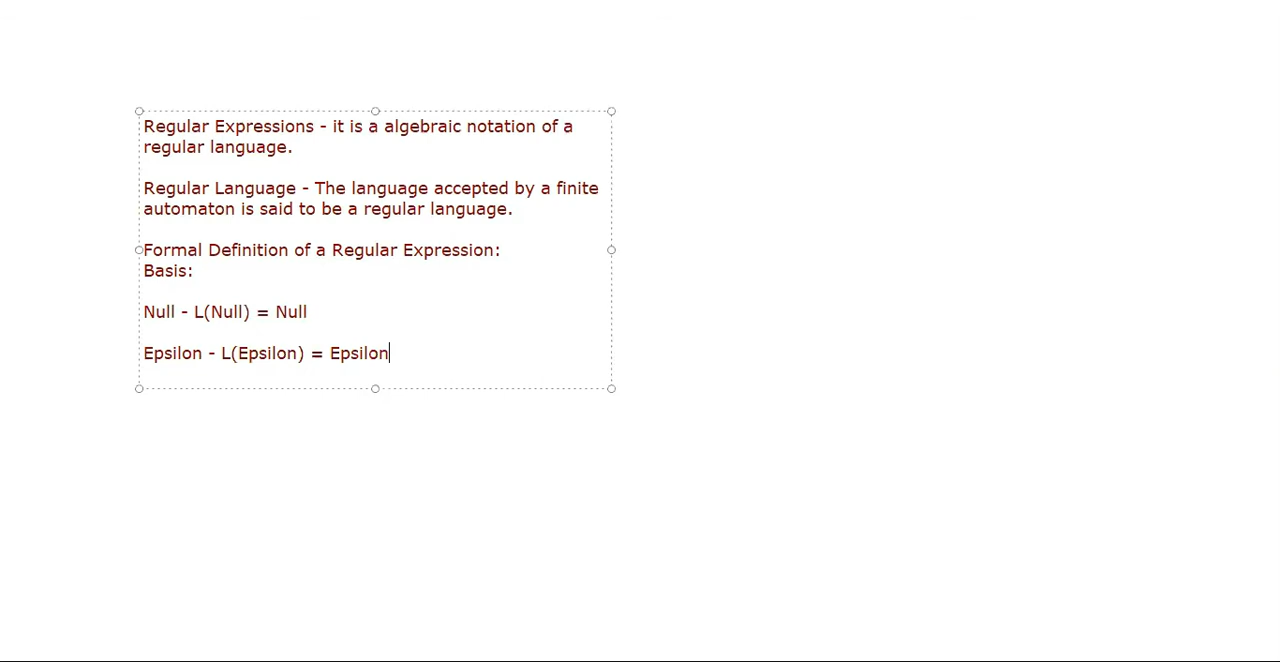 Regular Expressions - it is a algebraic notation of a
regular language.
Regular Language - The language accepted by a finite
automaton is said to be a regular language.
Formal Definition of a Regular Expression:
Basis:
Null - L(Null) = Null
Epsilon - L(Epsilon) = Epsilon